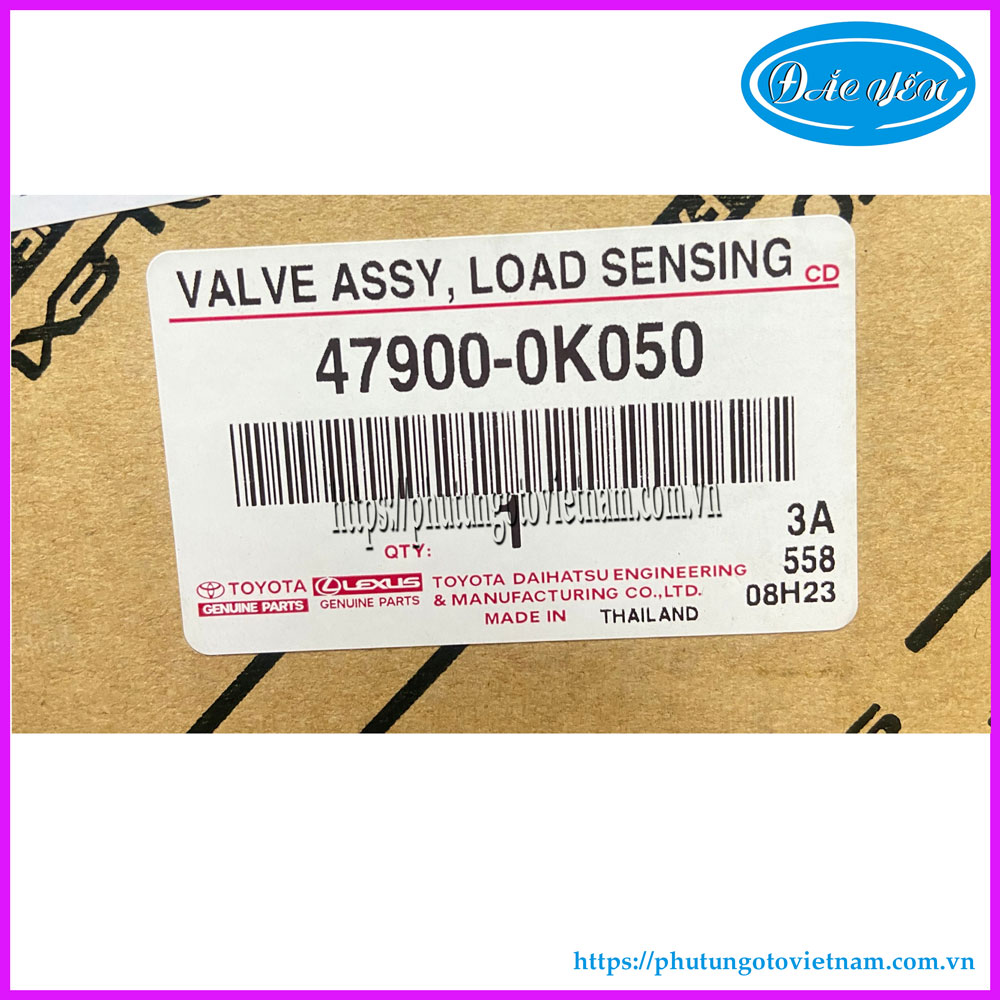 ĐẮC YẾN
VALVE ASSY, LOAD SENSING CD
47900-0K050
https://phutungotovietnam.com.vn
QTY: 1
3A
558
08H23
TOYOTA
GENUINE PARTS
LEXUS
GENUINE PARTS
TOYOTA DAIHATSU ENGINEERING
& MANUFACTURING CO.,LTD.
MADE IN THAILAND
https://phutungotovietnam.com.vn